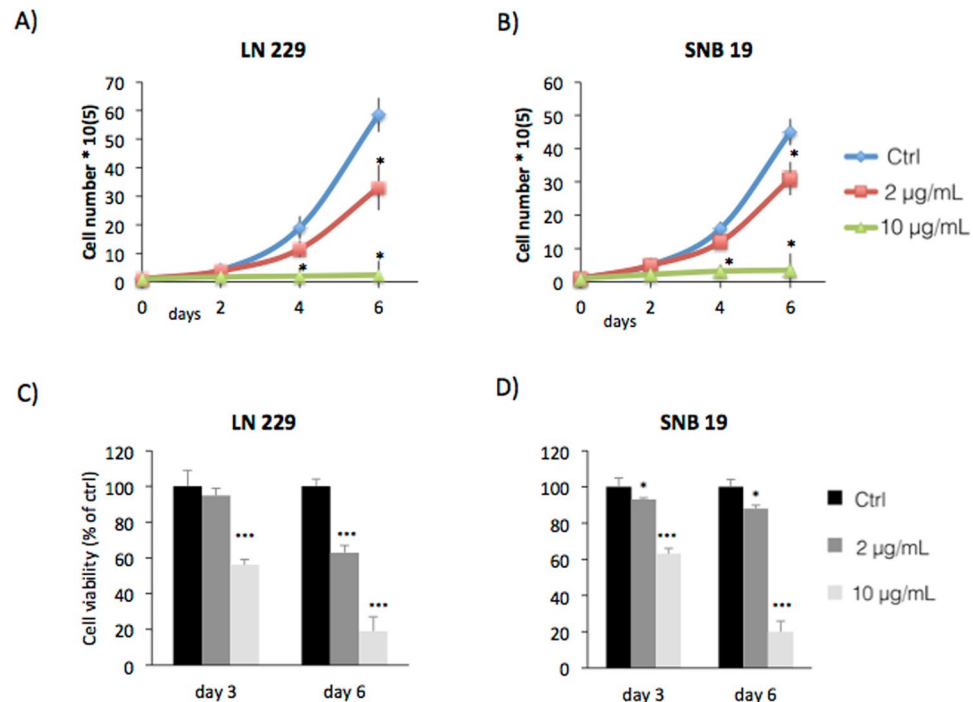 A)
LN 229
Cell number * 10(5)
70
60
50
40
30
20
10
0
*
*
*
0 2 4 6
days
B)
SNB 19
Cell number * 10(5)
60
50
40
30
20
10
0
*
*
*
0 2 4 6
days
Ctrl
2 µg/mL
10 µg/mL
C)
LN 229
Cell viability (% of ctrl)
120
100
80
60
40
20
0
***
***
***
day 3 day 6
D)
SNB 19
120
100
80
60
40
20
0
*
***
*
***
day 3 day 6
Ctrl
2 µg/mL
10 µg/mL